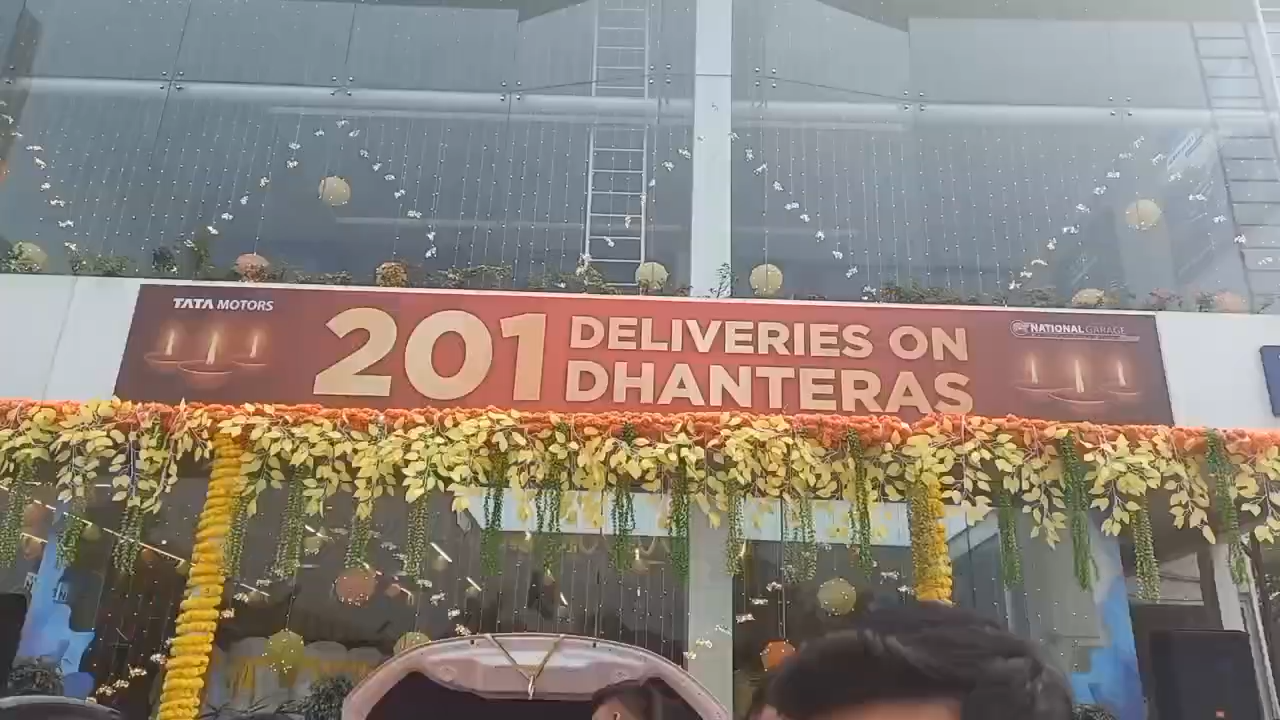 TATA MOTORS
201 DELIVERIES ON
DHANTERAS
NATIONAL GARAGE